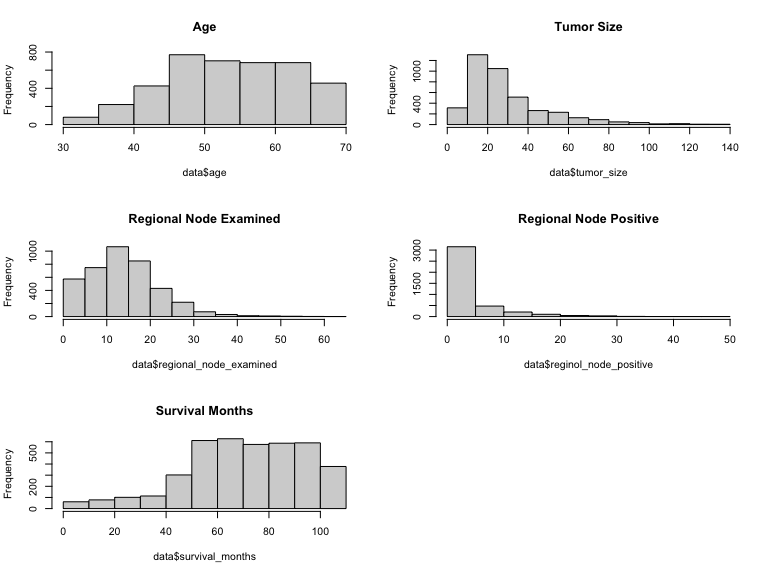 Age
Frequency
0 400 800
30 40 50 60 70
data$age
Tumor Size
Frequency
0 400 1000
0 20 40 60 80 100 120 140
data$tumor_size
Regional Node Examined
Frequency
0 400 1000
0 10 20 30 40 50 60
data$regional_node_examined
Regional Node Positive
Frequency
0 1500 3000
0 10 20 30 40 50
data$reginol_node_positive
Survival Months
Frequency
0 200 500
0 20 40 60 80 100
data$survival_months